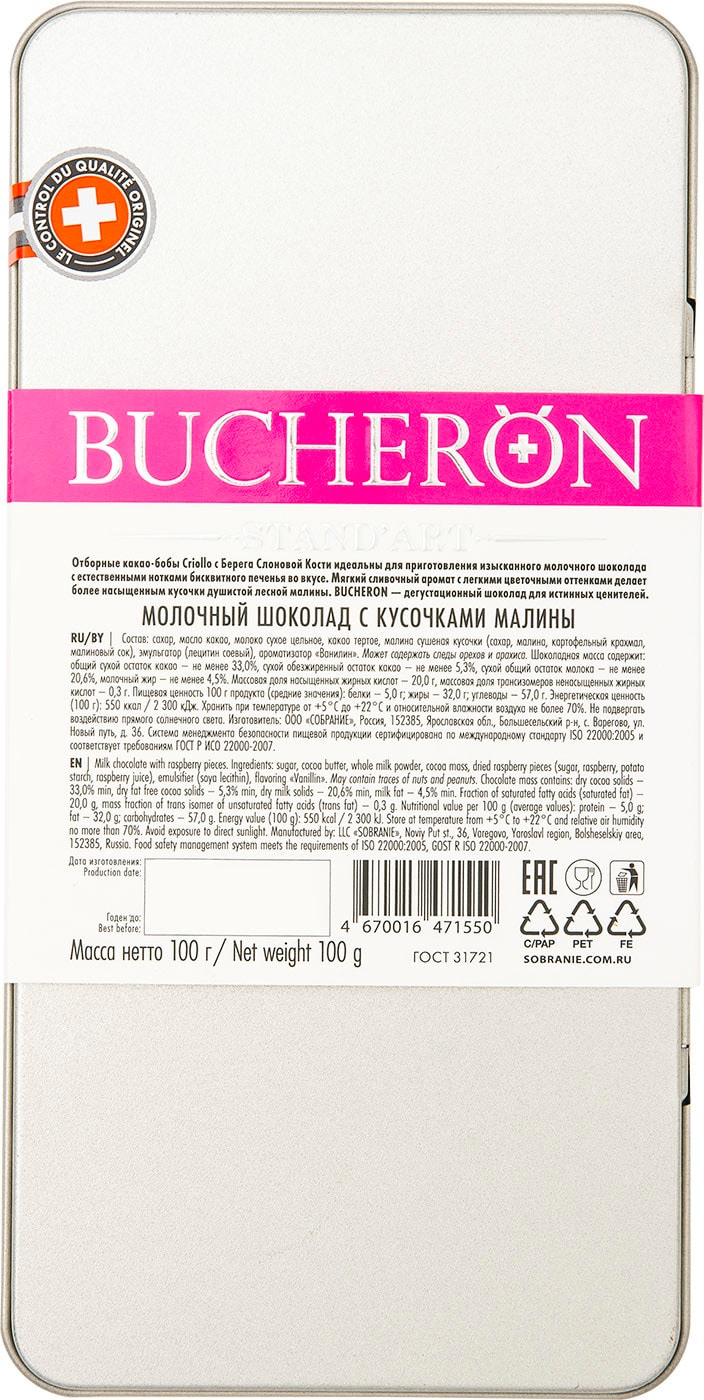 LE CONTROL DU QUALITÉ ORIGINEL
BUCHERON
STAND'ART
Отборные какао-бобы Criollo с Берега Слоновой Кости идеальны для приготовления изысканного молочного шоколада
с естественными нотками бисквитного печенья во вкусе. Мягкий сливочный аромат с легкими цветочными оттенками делает
более насыщенным кусочки душистой лесной малины. BUCHERON — дегустационный шоколад для истинных ценителей.
МОЛОЧНЫЙ ШОКОЛАД С КУСОЧКАМИ МАЛИНЫ
RU/BY | Состав: сахар, масло какао, молоко сухое цельное, какао тертое, малина сушеная кусочки (сахар, малина, картофельный крахмал,
малиновый сок), эмульгатор (лецитин соевый), ароматизатор «Ванилин». Может содержать следы орехов и арахиса. Шоколадная масса содержит:
общий сухой остаток какао – не менее 33,0%, сухой обезжиренный остаток какао – не менее 5,3%, сухой общий остаток молока – не менее
20,6%, молочный жир – не менее 4,5%. Массовая доля насыщенных жирных кислот – 20,0 г, массовая доля трансизомеров ненасыщенных жирных
кислот – 0,3 г. Пищевая ценность 100 г продукта (средние значения): белки – 5,0 г; жиры – 32,0 г; углеводы – 57,0 г. Энергетическая ценность
(100 г): 550 ккал / 2 300 кДж. Хранить при температуре от +5°C до +22°C и относительной влажности воздуха не более 70%. Не подвергать
воздействию прямого солнечного света. Изготовитель: ООО «СОБРАНИЕ», Россия, 152385, Ярославская обл., Большесельский р-н, с. Варегово, ул.
Новый путь, д. 36. Система менеджмента безопасности пищевой продукции сертифицирована по международному стандарту ISO 22000:2005 и
соответствует требованиям ГОСТ Р ИСО 22000-2007.
EN | Milk chocolate with raspberry pieces. Ingredients: sugar, cocoa butter, whole milk powder, cocoa mass, dried raspberry pieces (sugar, raspberry, potato
starch, raspberry juice), emulsifier (soya lecithin), flavoring «Vanillin». May contain traces of nuts and peanuts. Chocolate mass contains: dry cocoa solids –
33,0% min, dry fat free cocoa solids – 5,3% min, dry milk solids – 20,6% min, milk fat – 4,5% min. Fraction of saturated fatty acids (saturated fat) –
20,0 g, mass fraction of trans isomer of unsaturated fatty acids (trans fat) – 0,3 g. Nutritional value per 100 g (average values): protein – 5,0 g;
fat – 32,0 g; carbohydrates – 57,0 g. Energy value (100 g): 550 kcal / 2 300 kJ. Store at temperature from +5°C to +22°C and relative air humidity
no more than 70%. Avoid exposure to direct sunlight. Manufactured by: LLC «SOBRANIE», Noviy Put st., 36, Varegovo, Yaroslavl region, Bolsheselskiy area,
152385, Russia. Food safety management system meets the requirements of ISO 22000:2005, GOST R ISO 22000-2007.
Дата изготовления:
Production date:
Годен до:
Best before:
4 670016 471550
EAC
C/PAP PET FE
Масса нетто 100 г/ Net weight 100 g
ГОСТ 31721
SOBRANIE.COM.RU